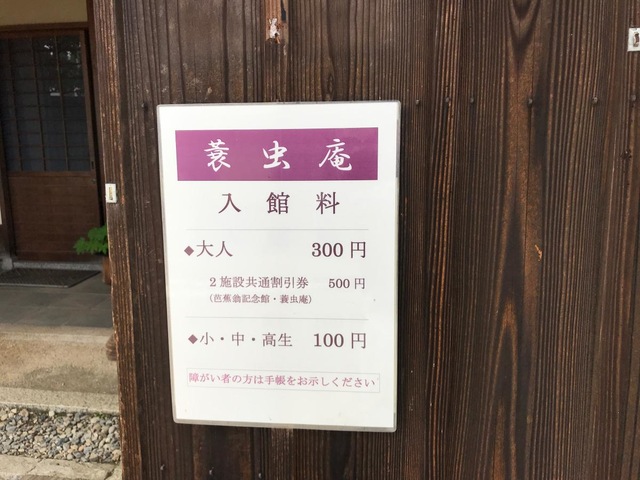 蓑虫庵
入館料
◆大人 300円
2施設共通割引券 500円
(芭蕉翁記念館・蓑虫庵)
◆小・中・高生 100円
障がい者の方は手帳をお示しください